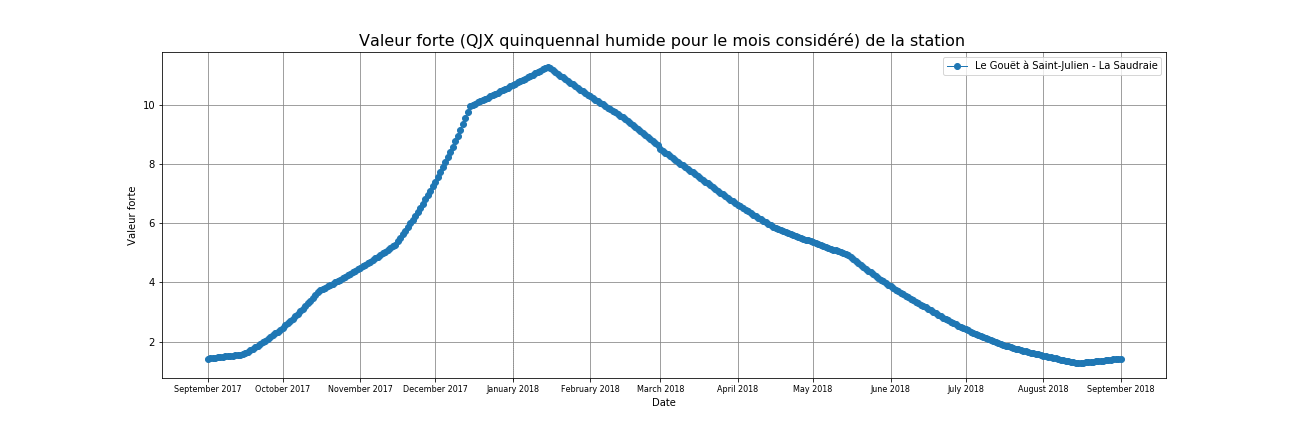 Valeur forte (QJX quinquennal humide pour le mois considéré) de la station
Le Gouët à Saint-Julien - La Saudraie
Valeur forte
10
8
6
4
2
September 2017 October 2017 November 2017 December 2017 January 2018 February 2018 March 2018 April 2018 May 2018 June 2018 July 2018 August 2018 September 2018
Date